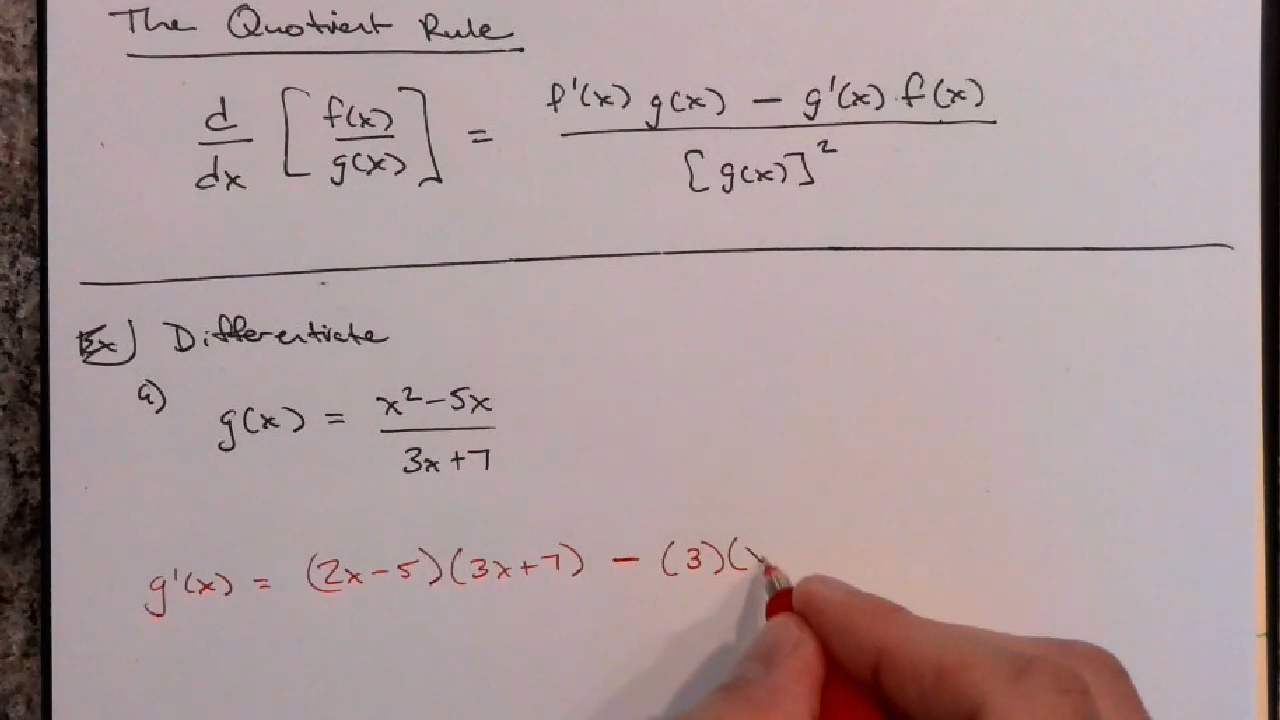 The Quotient Rule
d/dx [f(x)/g(x)] = f'(x) g(x) - g'(x) f(x) / [g(x)]²
Ex) Differentiate
a) g(x) = x²-5x / 3x+7
g'(x) = (2x-5)(3x+7) - (3)(x